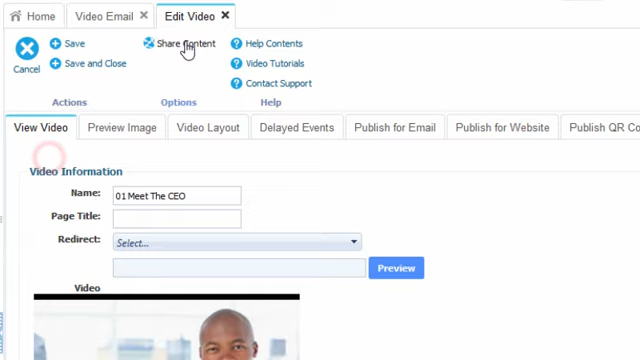 Home
Video Email
Edit Video
Cancel
Save
Save and Close
Share Content
Help Contents
Video Tutorials
Contact Support
Actions
Options
Help
View Video
Preview Image
Video Layout
Delayed Events
Publish for Email
Publish for Website
Publish QR Co
Video Information
Name:
01 Meet The CEO
Page Title:
Redirect:
Select...
Preview
Video